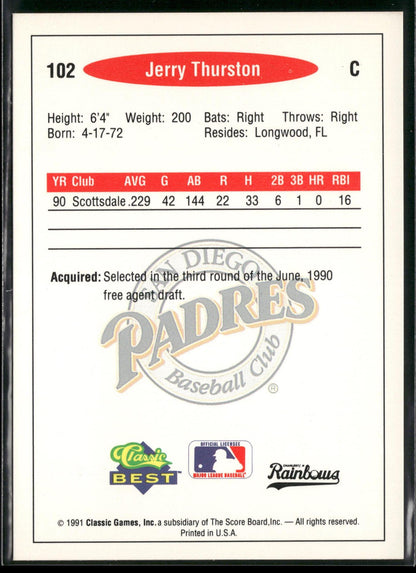 102 Jerry Thurston C
Height: 6'4" Weight: 200 Bats: Right Throws: Right
Born: 4-17-72 Resides: Longwood, FL
YR Club AVG G AB R H 2B 3B HR RBI
90 Scottsdale .229 42 144 22 33 6 1 0 16
SAN DIEGO
PADRES
Baseball Club
®
Acquired: Selected in the third round of the June, 1990
free agent draft.
Classic
BEST
OFFICIAL LICENSEE
MAJOR LEAGUE BASEBALL
CHARLESTON
Rainbows
© 1991 Classic Games, Inc. a subsidiary of The Score Board, Inc. — All rights reserved.
Printed in U.S.A.